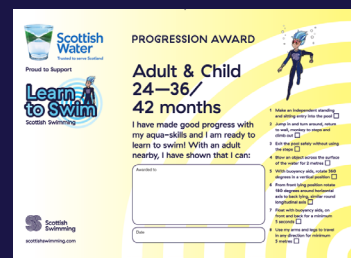 Scottish
Water
Trusted to serve Scotland
Proud to Support
Learn
to Swim
Scottish Swimming
Scottish
Swimming
scottishswimming.com
PROGRESSION AWARD
Adult & Child
24—36/
42 months
I have made good progress with
my aqua-skills and I am ready
to learn to swim! With an
adult nearby, I have shown that I can:
Awarded to
Date
1 Make an independent standing
and sitting entry into the pool
2 Jump in and turn around, return
to wall, monkey to steps and
climb out
3 Exit the pool safely without using
the steps
4 Blow an object across the surface
of the water for 2 metres
5 With buoyancy aids, rotate 360
degrees in a vertical position
6 From front lying position rotate
180 degrees around horizontal
axis to back lying, similar round
longitudinal axis
7 Float with buoyancy aids, on
front and back for a minimum
3 seconds
8 Use my arms and legs to travel
in any direction for minimum
3 metres